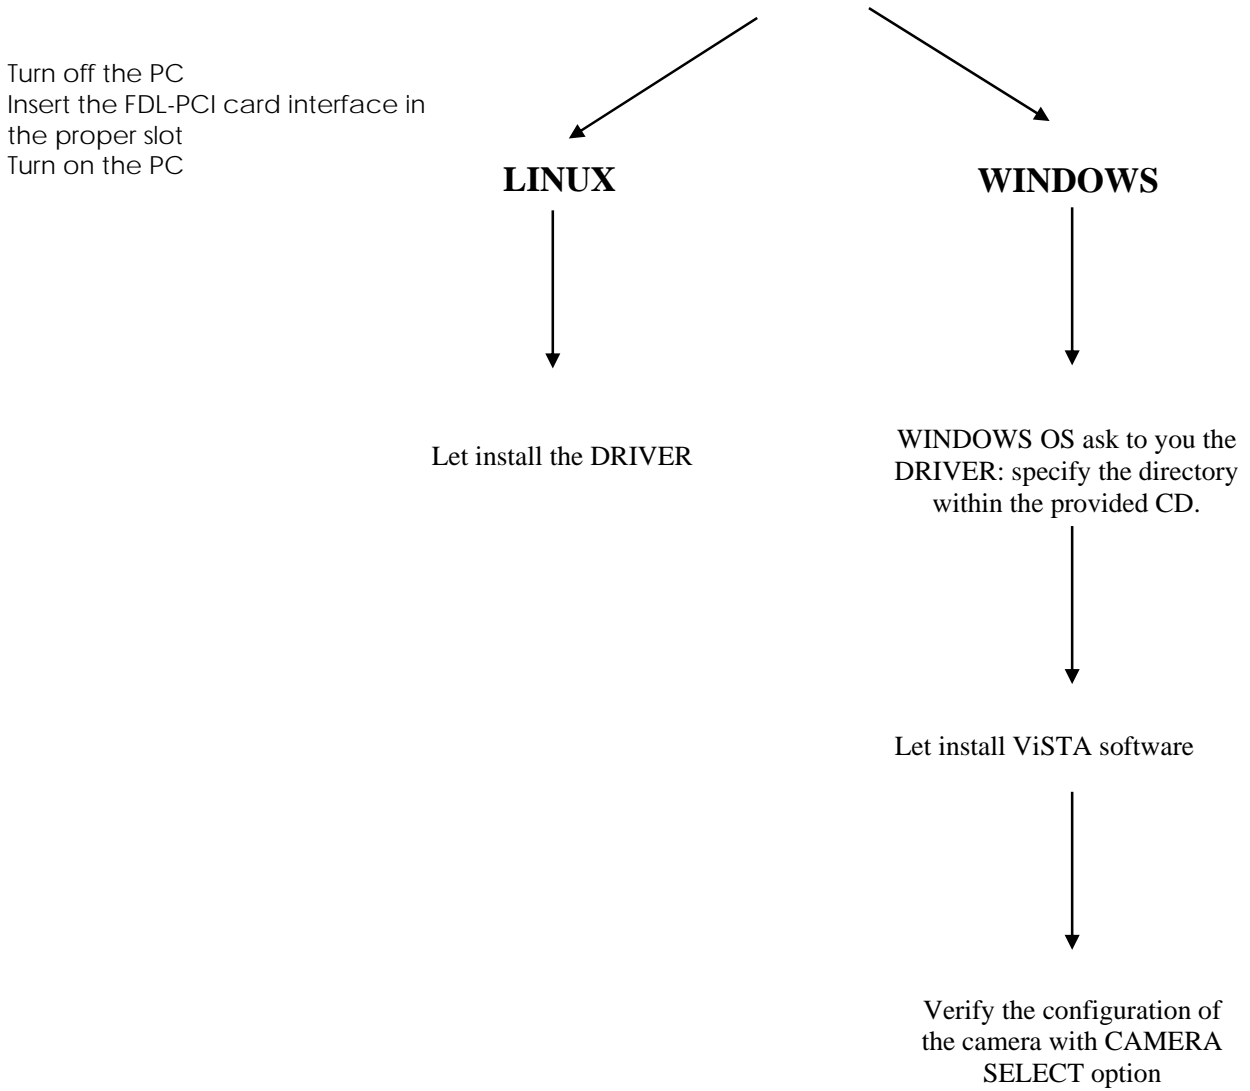 Turn off the PC
Insert the FDL-PCI card interface in
the proper slot
Turn on the PC
LINUX
WINDOWS
Let install the DRIVER
WINDOWS OS ask to you the
DRIVER: specify the directory
within the provided CD.
Let install ViSTA software
Verify the configuration of
the camera with CAMERA
SELECT option